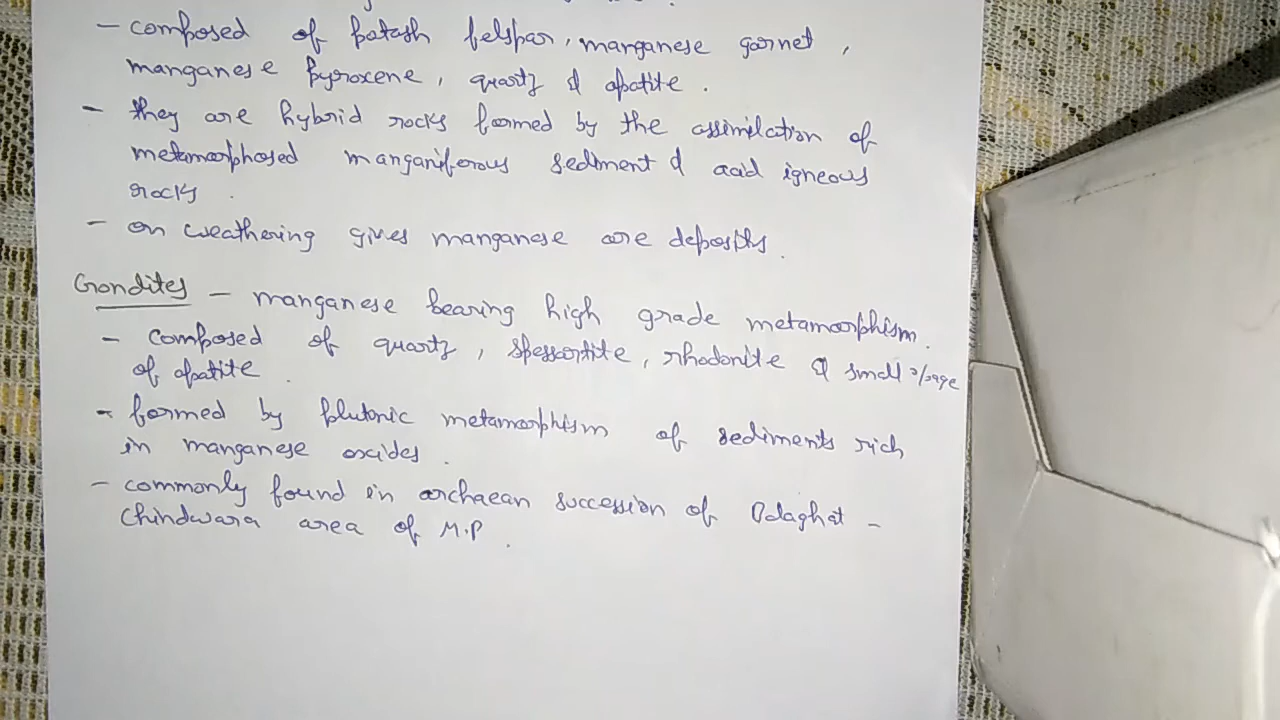 - composed of potash felspar, manganese garnet,
manganese pyroxene, quartz & apatite.
- they are hybrid rocks formed by the assimilation of
metamorphosed manganiferous sediment & acid igneous
rocks.
- on weathering gives manganese ore deposits.
Gondites - manganese bearing high grade metamorphism.
- composed of quartz, spessartite, rhodonite & small
of apatite.
- formed by plutonic metamorphism of sediments rich
in manganese oxides.
- commonly found in archaean succession of Balaghat -
Chindwara area of M.P.